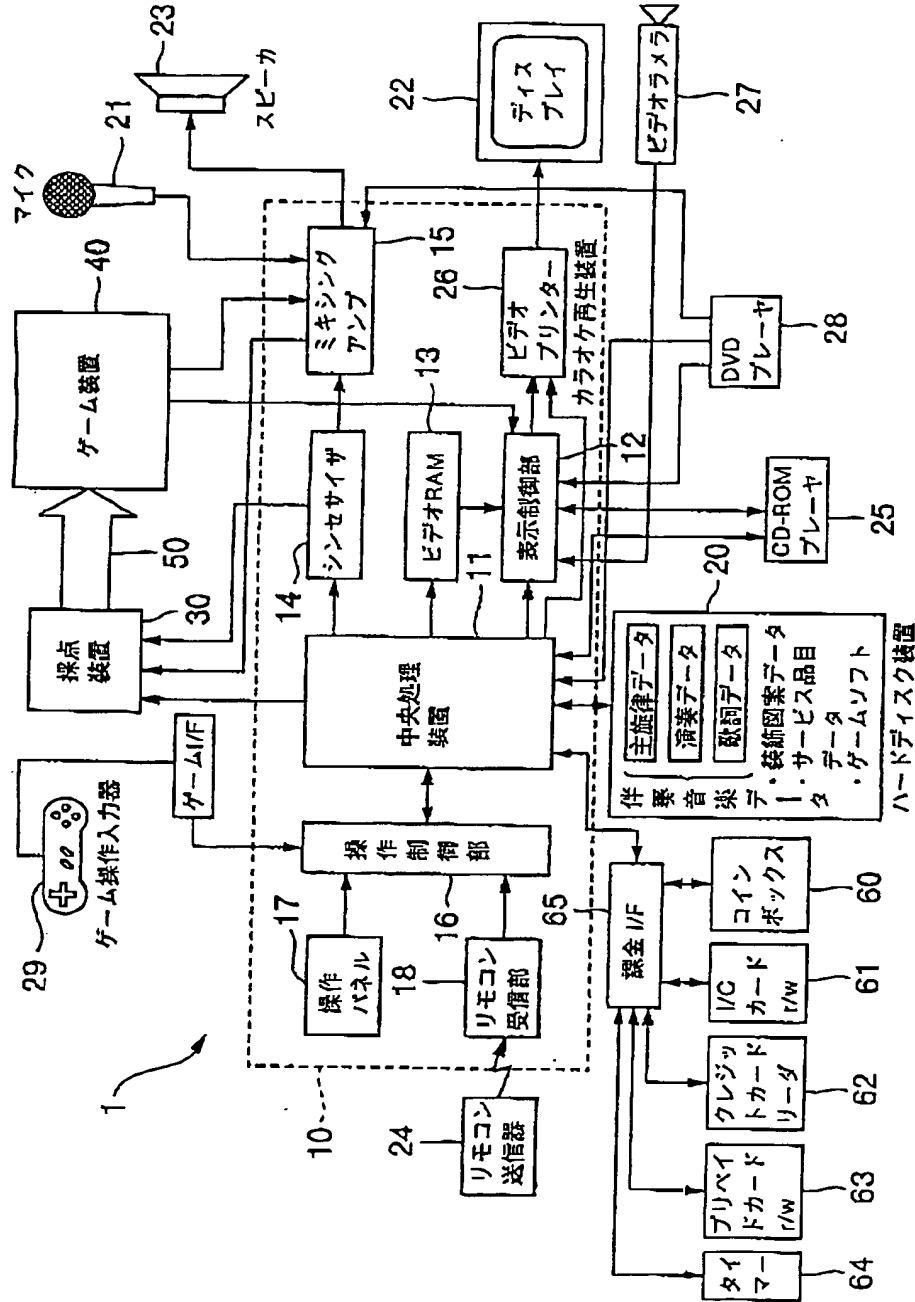 1
29
ゲーム操作入力器
ゲームI/F
採点
装置
30
50
ゲーム装置
40
マイク
21
スピーカ
23
10
17
操作
パネル
16
操作制御部
18
リモコン
受信部
24
リモコン
送信器
中央処理
装置
11
14
シンセサイザ
ビデオRAM
13
表示制御部
12
ミキシング
アンプ
15
26
ビデオ
プリンター
カラオケ再生装置
22
ディス
プレイ
ビデオラメラ
27
DVD
プレーヤ
28
CD-ROM
プレーヤ
25
20
主旋律データ
演奏データ
歌詞データ
伴奏音楽データ
・装飾図案データ
・サービス品目
データ
・ゲームソフト
ハードディスク装置
65
課金 I/F
コイン
ボックス
60
I/C
カード
r/w
61
クレジッ
トカード
リーダ
62
プリペイ
ドカード
r/w
63
タイ
マー
64